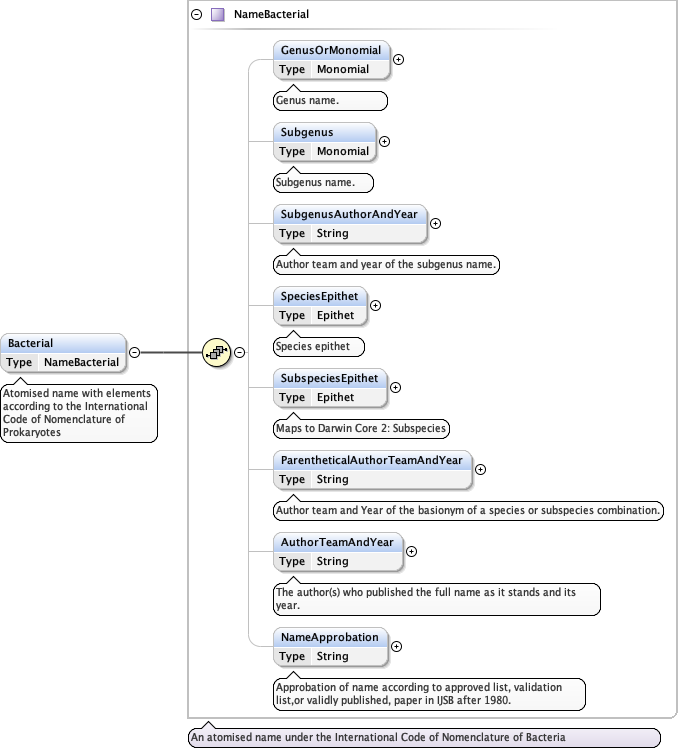 NameBacterial
GenusOrMonomial
Type Monomial
Genus name.
Subgenus
Type Monomial
Subgenus name.
SubgenusAuthorAndYear
Type String
Author team and year of the subgenus name.
SpeciesEpithet
Type Epithet
Species epithet
Bacterial
Type NameBacterial
Atomised name with elements
according to the International
Code of Nomenclature of
Prokaryotes
SubspeciesEpithet
Type Epithet
Maps to Darwin Core 2: Subspecies
ParentheticalAuthorTeamAndYear
Type String
Author team and Year of the basionym of a species or subspecies combination.
AuthorTeamAndYear
Type String
The author(s) who published the full name as it stands and its
year.
NameApprobation
Type String
Approbation of name according to approved list, validation
list,or validly published, paper in IJSB after 1980.
An atomised name under the International Code of Nomenclature of Bacteria